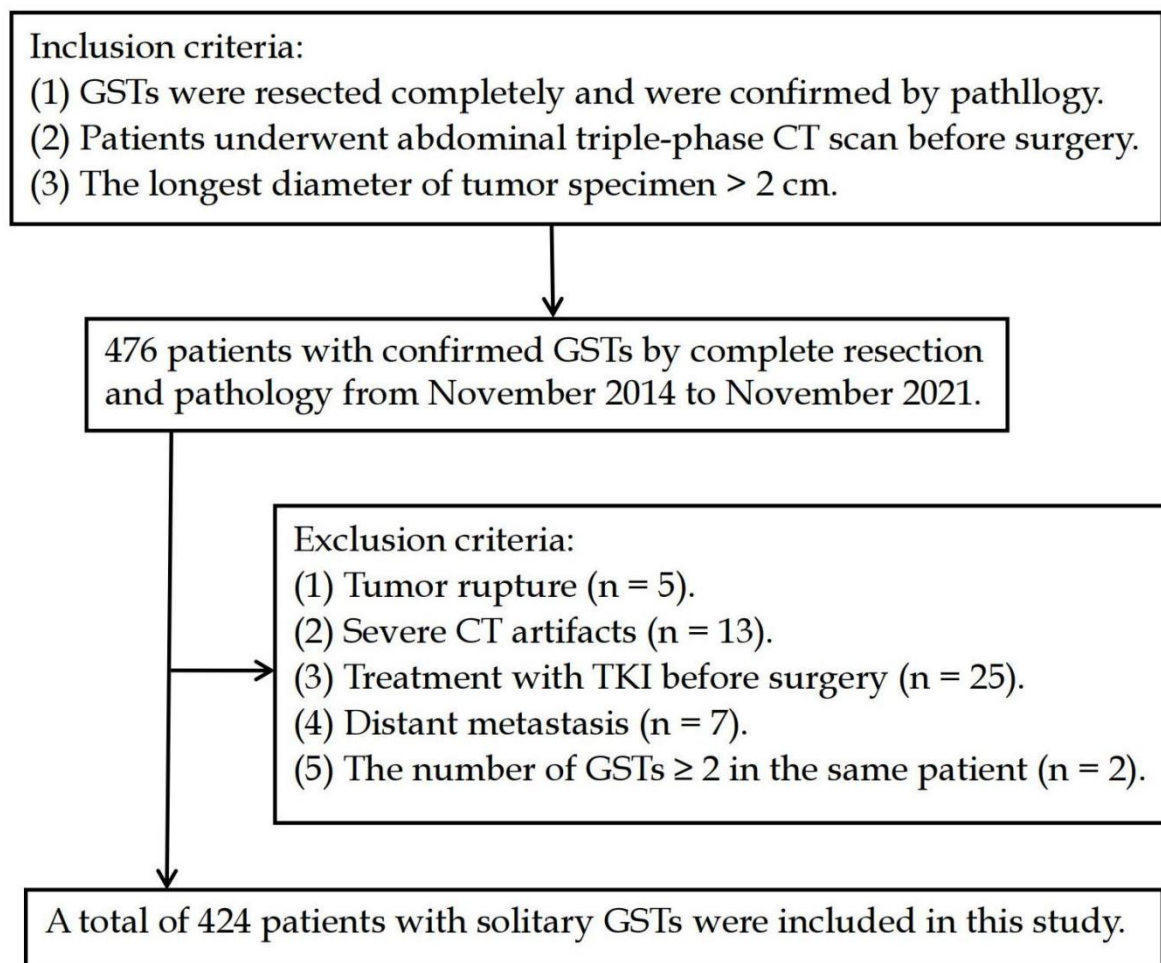 Inclusion criteria:
(1) GSTs were resected completely and were confirmed by pathllogy.
(2) Patients underwent abdominal triple-phase CT scan before surgery.
(3) The longest diameter of tumor specimen > 2 cm.
476 patients with confirmed GSTs by complete resection
and pathology from November 2014 to November 2021.
Exclusion criteria:
(1) Tumor rupture (n = 5).
(2) Severe CT artifacts (n = 13).
(3) Treatment with TKI before surgery (n = 25).
(4) Distant metastasis (n = 7).
(5) The number of GSTs ≥ 2 in the same patient (n = 2).
A total of 424 patients with solitary GSTs were included in this study.